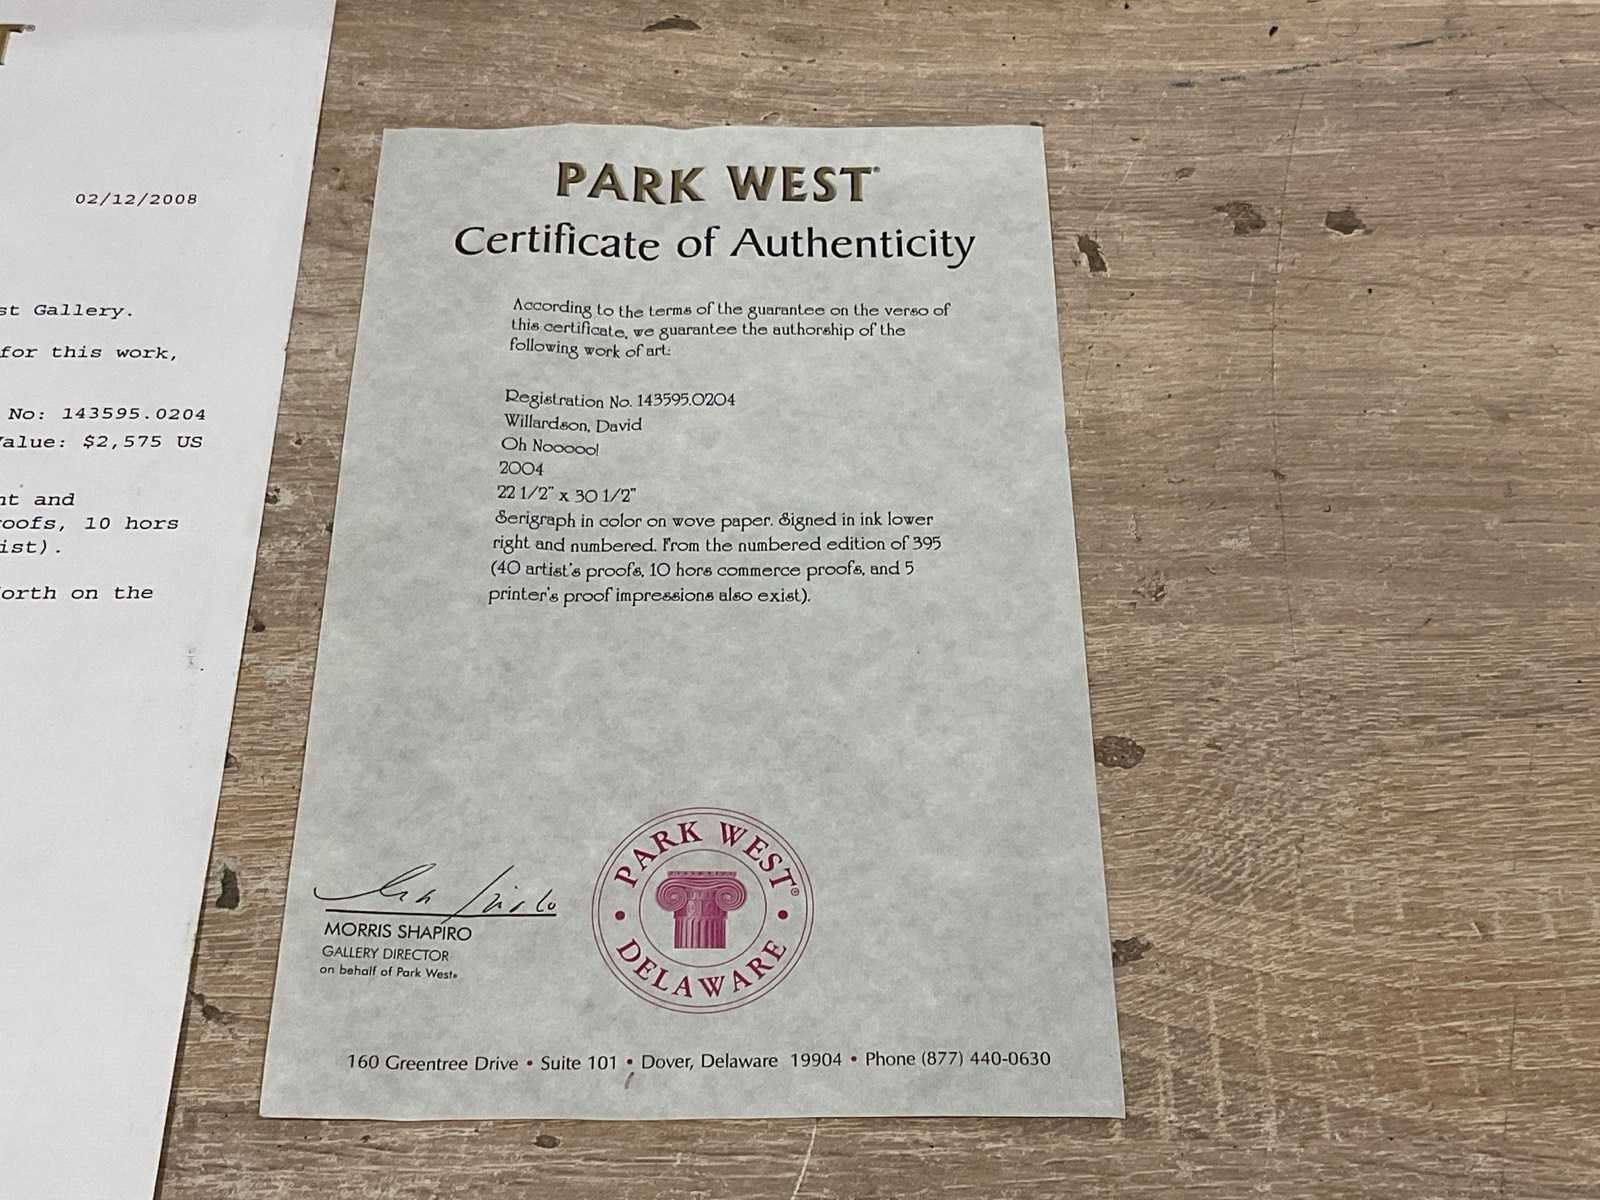 T®
02/12/2008
st Gallery.
for this work,
No: 143595.0204
Value: $2,575 US
nt and
roofs, 10 hors
ist).
forth on the
PARK WEST®
Certificate of Authenticity
According to the terms of the guarantee on the verso of
this certificate, we guarantee the authorship of the
following work of art:
Registration No. 143595.0204
Willardson, David
Oh Nooooo!
2004
22 1/2" x 30 1/2"
Serigraph in color on wove paper. Signed in ink lower
right and numbered. From the numbered edition of 395
(40 artist's proofs, 10 hors commerce proofs, and 5
printer's proof impressions also exist).
MORRIS SHAPIRO
GALLERY DIRECTOR
on behalf of Park West®
PARK WEST®
• DELAWARE •
160 Greentree Drive • Suite 101 • Dover, Delaware 19904 • Phone (877) 440-0630